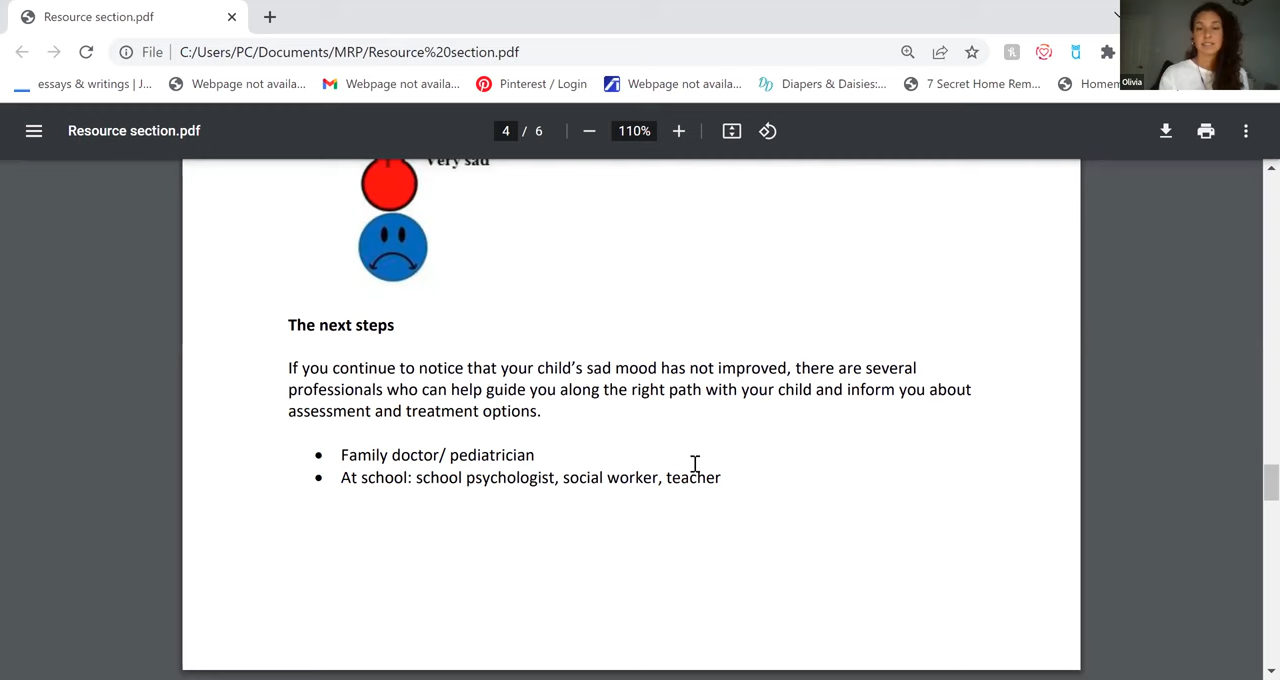 Resource section.pdf
File
C:/Users/PC/Documents/MRP/Resource%20section.pdf
essays & writings | J...
Webpage not availa...
Webpage not availa...
Pinterest / Login
Webpage not availa...
Diapers & Daisies:...
7 Secret Home Rem...
Homem
Olivia
Resource section.pdf
4 / 6
110%
Very sad
The next steps
If you continue to notice that your child’s sad mood has not improved, there are several
professionals who can help guide you along the right path with your child and inform you about
assessment and treatment options.
• Family doctor/ pediatrician
• At school: school psychologist, social worker, teacher